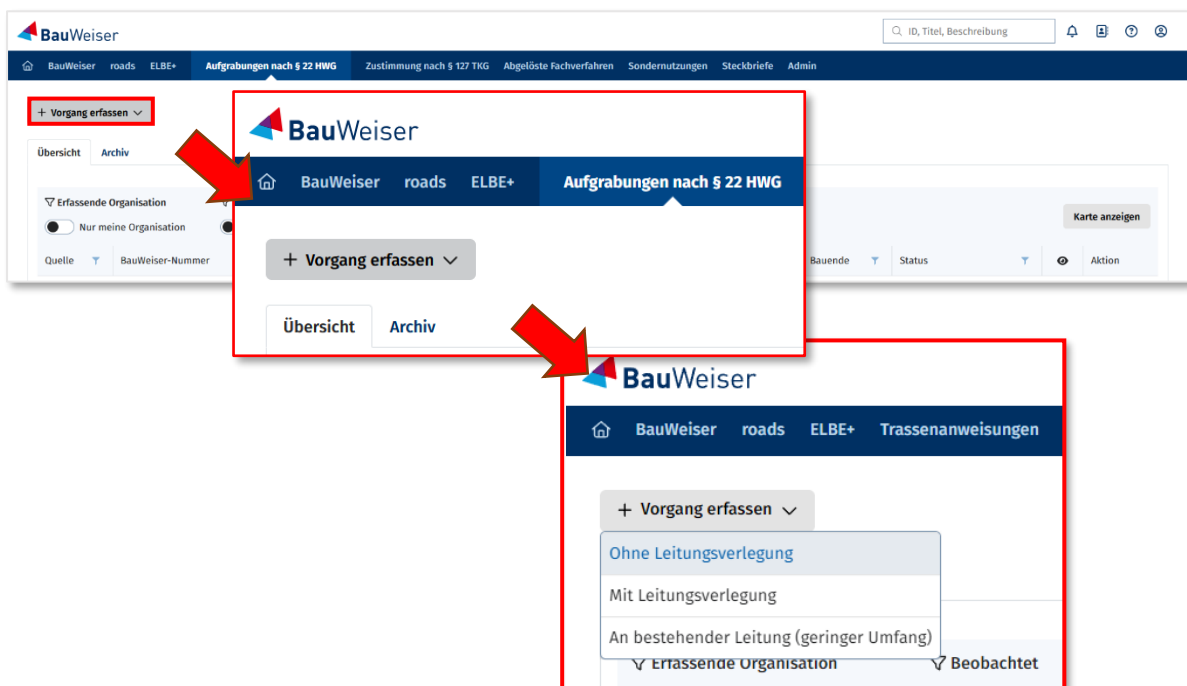 BauWeiser
ID, Titel, Beschreibung
BauWeiser roads ELBE+ Aufgrabungen nach § 22 HWG Zustimmung nach § 127 TKG Abgelöste Fachverfahren Sondernutzungen Steckbriefe Admin
+ Vorgang erfassen
Übersicht Archiv
Erfassende Organisation
Nur meine Organisation
Karte anzeigen
Quelle BauWeiser-Nummer Bauende Status Aktion
BauWeiser
BauWeiser roads ELBE+ Aufgrabungen nach § 22 HWG
+ Vorgang erfassen
Übersicht Archiv
BauWeiser
BauWeiser roads ELBE+ Trassenanweisungen
+ Vorgang erfassen
Ohne Leitungsverlegung
Mit Leitungsverlegung
An bestehender Leitung (geringer Umfang)
Erfassende Organisation Beobachtet